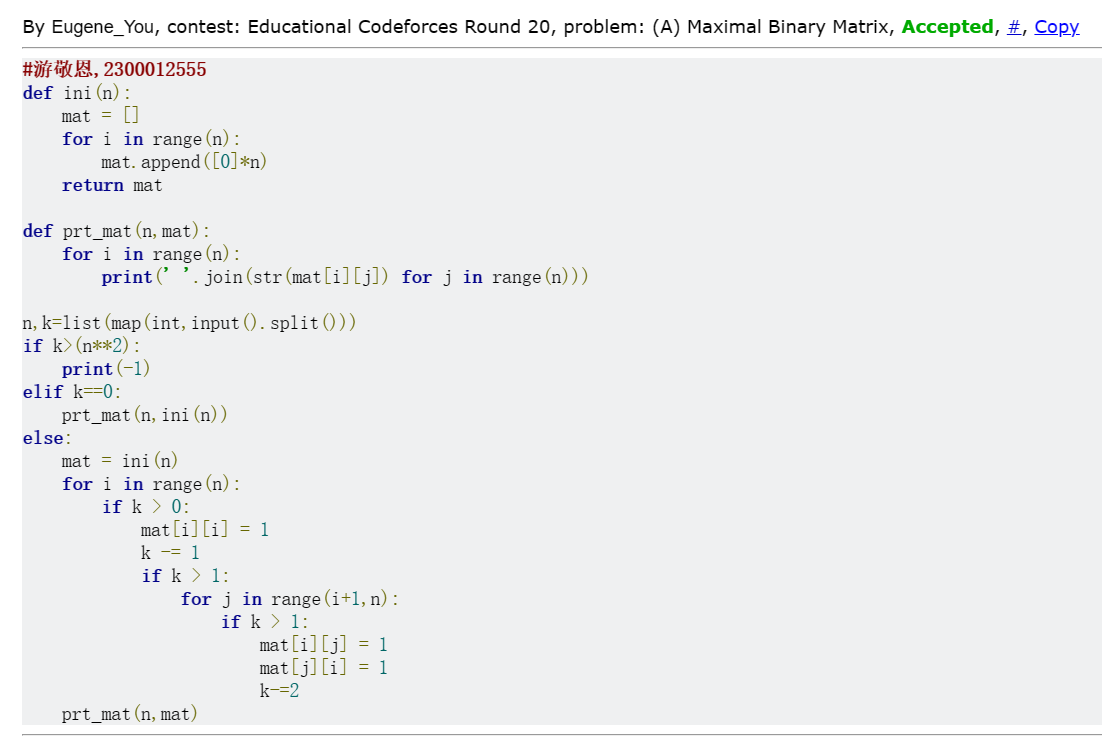 By Eugene_You, contest: Educational Codeforces Round 20, problem: (A) Maximal Binary Matrix, Accepted, #, Copy
#游敬恩,2300012555
def ini(n):
    mat = []
    for i in range(n):
        mat.append([0]*n)
    return mat

def prt_mat(n,mat):
    for i in range(n):
        print(' '.join(str(mat[i][j]) for j in range(n)))

n,k=list(map(int,input().split()))
if k>(n**2):
    print(-1)
elif k==0:
    prt_mat(n,ini(n))
else:
    mat = ini(n)
    for i in range(n):
        if k > 0:
            mat[i][i] = 1
            k -= 1
            if k > 1:
                for j in range(i+1,n):
                    if k > 1:
                        mat[i][j] = 1
                        mat[j][i] = 1
                        k-=2
    prt_mat(n,mat)